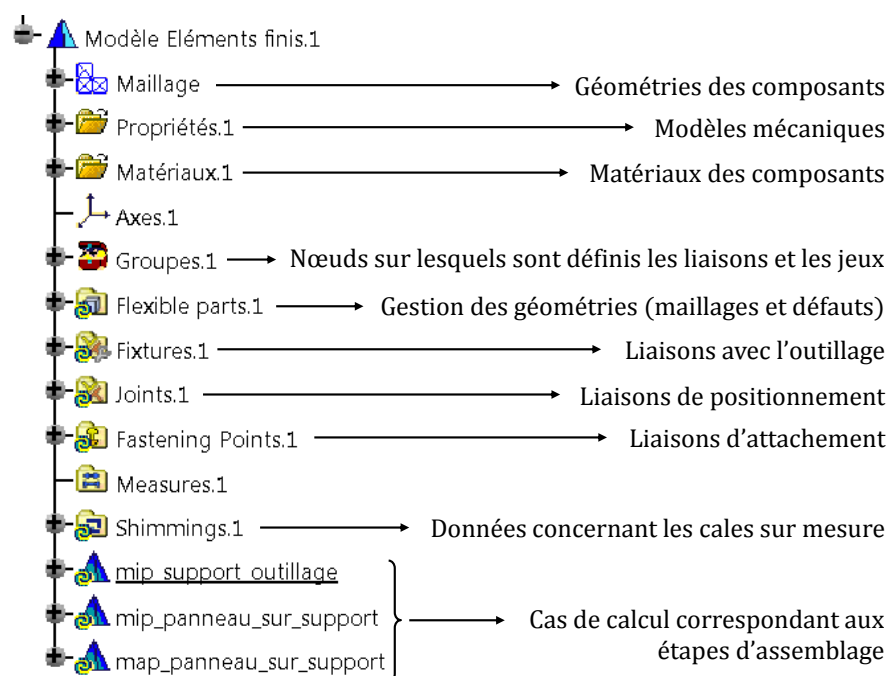 Modèle Eléments finis.1
Maillage Géométries des composants
Propriétés.1 Modèles mécaniques
Matériaux.1 Matériaux des composants
Axes.1
Groupes.1 Nœuds sur lesquels sont définis les liaisons et les jeux
Flexible parts.1 Gestion des géométries (maillages et défauts)
Fixtures.1 Liaisons avec l’outillage
Joints.1 Liaisons de positionnement
Fastening Points.1 Liaisons d’attachement
Measures.1
Shimmings.1 Données concernant les cales sur mesure
mip_support_outillage
mip_panneau_sur_support
map_panneau_sur_support
Cas de calcul correspondant aux
étapes d’assemblage